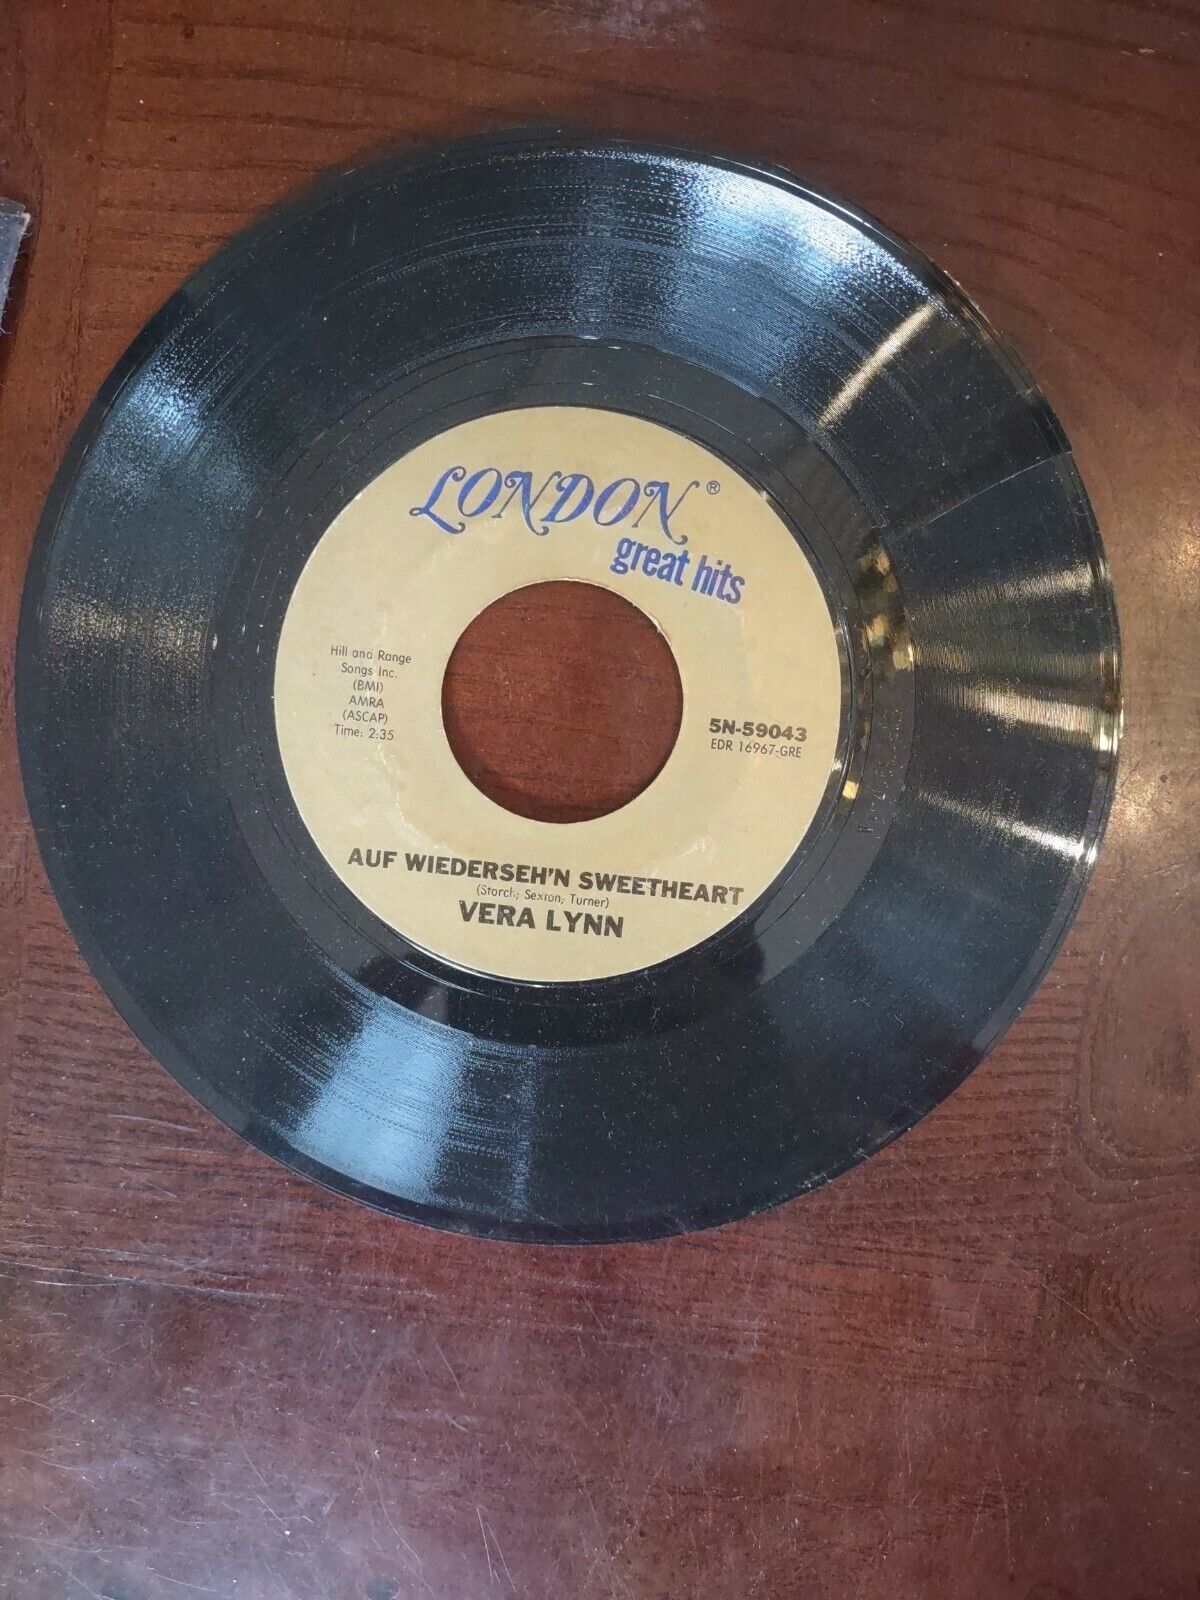 LONDON®
great hits
Hill and Range
Songs Inc.
(BMI)
AMRA
(ASCAP)
Time: 2:35
5N-59043
EDR 16967-GRE
AUF WIEDERSEH'N SWEETHEART
(Storch; Sexton; Turner)
VERA LYNN